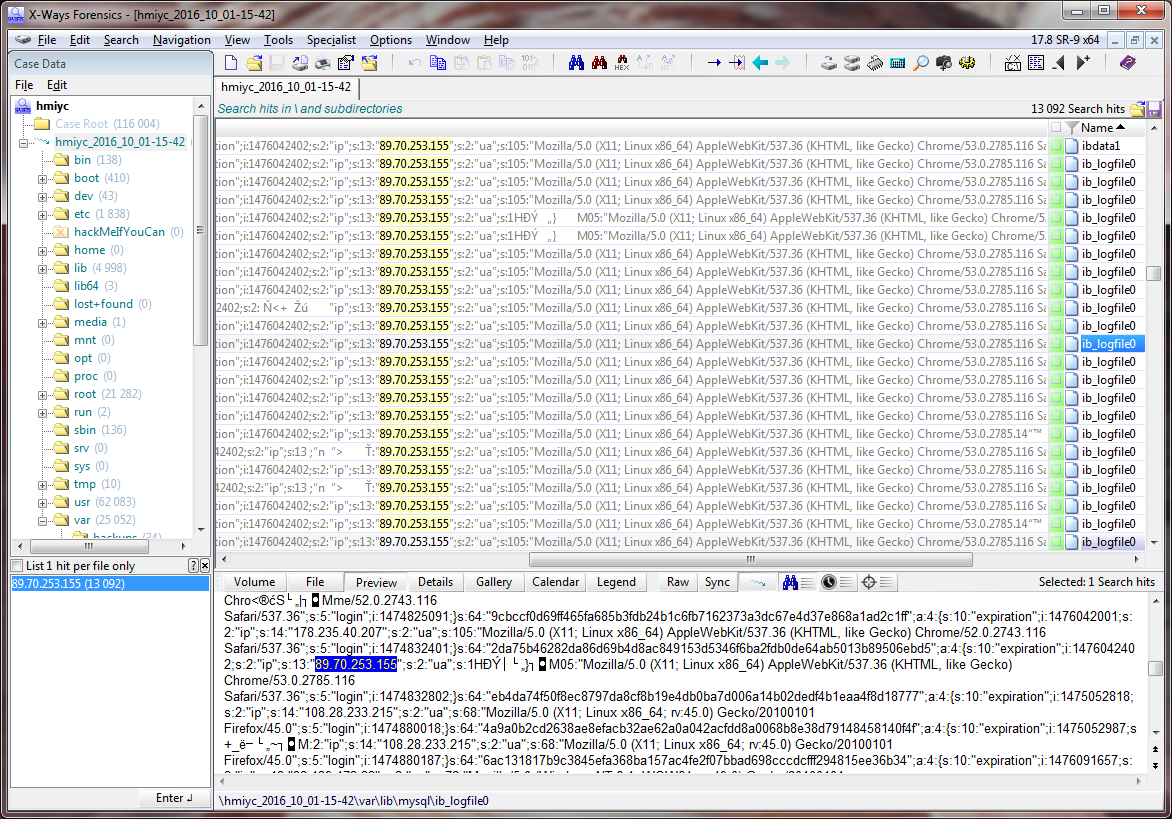 X-Ways Forensics - [hmiyc_2016_10_01-15-42]
File Edit Search Navigation View Tools Specialist Options Window Help 17.8 SR-9 x64
Case Data
File Edit
hmiyc
Case Root (116 004)
hmiyc_2016_10_01-15-42
bin (138)
boot (410)
dev (43)
etc (1 838)
hackMeIfYouCan (0)
home (0)
lib (4 998)
lib64 (3)
lost+found (0)
media (1)
mnt (0)
opt (0)
proc (0)
root (21 282)
run (2)
sbin (136)
srv (0)
sys (0)
tmp (10)
usr (62 083)
var (25 052)
backups (34)
List 1 hit per file only
89.70.253.155 (13 092)
Enter
hmiyc_2016_10_01-15-42
Search hits in \ and subdirectories 13 092 Search hits
Name
tion";i:1476042402;s:2:"ip";s:13:"89.70.253.155";s:2:"ua";s:105:"Mozilla/5.0 (X11; Linux x86_64) AppleWebKit/537.36 (KHTML, like Gecko) Chrome/53.0.2785.116 Sa ibdata1
tion";i:1476042402;s:2:"ip";s:13:"89.70.253.155";s:2:"ua";s:105:"Mozilla/5.0 (X11; Linux x86_64) AppleWebKit/537.36 (KHTML, like Gecko) Chrome/53.0.2785.116 Sa ib_logfile0
tion";i:1476042402;s:2:"ip";s:13:"89.70.253.155";s:2:"ua";s:105:"Mozilla/5.0 (X11; Linux x86_64) AppleWebKit/537.36 (KHTML, like Gecko) Chrome/53.0.2785.116 Sa ib_logfile0
tion";i:1476042402;s:2:"ip";s:13:"89.70.253.155";s:2:"ua";s:105:"Mozilla/5.0 (X11; Linux x86_64) AppleWebKit/537.36 (KHTML, like Gecko) Chrome/53.0.2785.116 Sa ib_logfile0
tion";i:1476042402;s:2:"ip";s:13:"89.70.253.155";s:2:"ua";s:1HĐÝ „} M05:"Mozilla/5.0 (X11; Linux x86_64) AppleWebKit/537.36 (KHTML, like Gecko) Chrome/5 ib_logfile0
tion";i:1476042402;s:2:"ip";s:13:"89.70.253.155";s:2:"ua";s:1HĐÝ „} M05:"Mozilla/5.0 (X11; Linux x86_64) AppleWebKit/537.36 (KHTML, like Gecko) Chrome/5 ib_logfile0
tion";i:1476042402;s:2:"ip";s:13:"89.70.253.155";s:2:"ua";s:105:"Mozilla/5.0 (X11; Linux x86_64) AppleWebKit/537.36 (KHTML, like Gecko) Chrome/53.0.2785.116 Sa ib_logfile0
tion";i:1476042402;s:2:"ip";s:13:"89.70.253.155";s:2:"ua";s:105:"Mozilla/5.0 (X11; Linux x86_64) AppleWebKit/537.36 (KHTML, like Gecko) Chrome/53.0.2785.116 Sa ib_logfile0
tion";i:1476042402;s:2:"ip";s:13:"89.70.253.155";s:2:"ua";s:105:"Mozilla/5.0 (X11; Linux x86_64) AppleWebKit/537.36 (KHTML, like Gecko) Chrome/53.0.2785.116 Sa ib_logfile0
2402;s:2: Ñ<+ Žú "ip";s:13:"89.70.253.155";s:2:"ua";s:105:"Mozilla/5.0 (X11; Linux x86_64) AppleWebKit/537.36 (KHTML, like Gecko) Chrome/53.0.2785.116 Sa ib_logfile0
tion";i:1476042402;s:2:"ip";s:13:"89.70.253.155";s:2:"ua";s:105:"Mozilla/5.0 (X11; Linux x86_64) AppleWebKit/537.36 (KHTML, like Gecko) Chrome/53.0.2785.116 Sa ib_logfile0
tion";i:1476042402;s:2:"ip";s:13:"89.70.253.155";s:2:"ua";s:105:"Mozilla/5.0 (X11; Linux x86_64) AppleWebKit/537.36 (KHTML, like Gecko) Chrome/53.0.2785.116 Sa ib_logfile0
tion";i:1476042402;s:2:"ip";s:13:"89.70.253.155";s:2:"ua";s:105:"Mozilla/5.0 (X11; Linux x86_64) AppleWebKit/537.36 (KHTML, like Gecko) Chrome/53.0.2785.116 Sa ib_logfile0
tion";i:1476042402;s:2:"ip";s:13:"89.70.253.155";s:2:"ua";s:105:"Mozilla/5.0 (X11; Linux x86_64) AppleWebKit/537.36 (KHTML, like Gecko) Chrome/53.0.2785.116 Sa ib_logfile0
tion";i:1476042402;s:2:"ip";s:13:"89.70.253.155";s:2:"ua";s:105:"Mozilla/5.0 (X11; Linux x86_64) AppleWebKit/537.36 (KHTML, like Gecko) Chrome/53.0.2785.116 Sa ib_logfile0
tion";i:1476042402;s:2:"ip";s:13:"89.70.253.155";s:2:"ua";s:105:"Mozilla/5.0 (X11; Linux x86_64) AppleWebKit/537.36 (KHTML, like Gecko) Chrome/53.0.2785.116 Sa ib_logfile0
tion";i:1476042402;s:2:"ip";s:13:"89.70.253.155";s:2:"ua";s:105:"Mozilla/5.0 (X11; Linux x86_64) AppleWebKit/537.36 (KHTML, like Gecko) Chrome/53.0.2785.14"™ ib_logfile0
42402;s:2:"ip";s:13 ;"n "> Ť:"89.70.253.155";s:2:"ua";s:105:"Mozilla/5.0 (X11; Linux x86_64) AppleWebKit/537.36 (KHTML, like Gecko) Chrome/53.0.2785.116 Sa ib_logfile0
tion";i:1476042402;s:2:"ip";s:13:"89.70.253.155";s:2:"ua";s:105:"Mozilla/5.0 (X11; Linux x86_64) AppleWebKit/537.36 (KHTML, like Gecko) Chrome/53.0.2785.116 Sa ib_logfile0
42402;s:2:"ip";s:13 ;"n "> Ť:"89.70.253.155";s:2:"ua";s:105:"Mozilla/5.0 (X11; Linux x86_64) AppleWebKit/537.36 (KHTML, like Gecko) Chrome/53.0.2785.116 Sa ib_logfile0
tion";i:1476042402;s:2:"ip";s:13:"89.70.253.155";s:2:"ua";s:105:"Mozilla/5.0 (X11; Linux x86_64) AppleWebKit/537.36 (KHTML, like Gecko) Chrome/53.0.2785.116 Sa ib_logfile0
tion";i:1476042402;s:2:"ip";s:13:"89.70.253.155";s:2:"ua";s:105:"Mozilla/5.0 (X11; Linux x86_64) AppleWebKit/537.36 (KHTML, like Gecko) Chrome/53.0.2785.14"™ ib_logfile0
tion";i:1476042402;s:2:"ip";s:13:"89.70.253.155";s:2:"ua";s:105:"Mozilla/5.0 (X11; Linux x86_64) AppleWebKit/537.36 (KHTML, like Gecko) Chrome/53.0.2785.116 Sa ib_logfile0
Volume File Preview Details Gallery Calendar Legend Raw Sync Selected: 1 Search hits
Chro<®ćS└ „|┐ Mme/52.0.2743.116
Safari/537.36";s:5:"login";i:1474825091;}s:64:"9cbccf0d69ff465fa685b3fdb24b1c6fb7162373a3dc67e4d37e868a1ad2c1ff";a:4:{s:10:"expiration";i:1476042001;s:
2:"ip";s:14:"178.235.40.207";s:2:"ua";s:105:"Mozilla/5.0 (X11; Linux x86_64) AppleWebKit/537.36 (KHTML, like Gecko) Chrome/52.0.2743.116
Safari/537.36";s:5:"login";i:1474832401;}s:64:"2da75b46282da86d69b4d8ac849153d5346f6ba2fdb0de64ab5013b89506ebd5";a:4:{s:10:"expiration";i:147604240
2;s:2:"ip";s:13:"89.70.253.155";s:2:"ua";s:1HĐÝ│└ „}┐ M05:"Mozilla/5.0 (X11; Linux x86_64) AppleWebKit/537.36 (KHTML, like Gecko)
Chrome/53.0.2785.116
Safari/537.36";s:5:"login";i:1474832802;}s:64:"eb4da74f50f8ec8797da8cf8b19e4db0ba7d006a14b02dedf4b1eaa4f8d18777";a:4:{s:10:"expiration";i:1475052818;
s:2:"ip";s:14:"108.28.233.215";s:2:"ua";s:68:"Mozilla/5.0 (X11; Linux x86_64; rv:45.0) Gecko/20100101
Firefox/45.0";s:5:"login";i:1474880018;}s:64:"4a9a0b2cd2638ae8efacb32ae62a0a042acfdd8a0068b8e38d79148458140f4f";a:4:{s:10:"expiration";i:1475052987;s
+_ë─ └ „~┐ M:2:"ip";s:14:"108.28.233.215";s:2:"ua";s:68:"Mozilla/5.0 (X11; Linux x86_64; rv:45.0) Gecko/20100101
Firefox/45.0";s:5:"login";i:1474880187;}s:64:"6ac131817b9c3845efa368ba157ac4fe2f07bbad698cccdcfff294815ee36b34";a:4:{s:10:"expiration";i:1476091657;s:
\hmiyc_2016_10_01-15-42\var\lib\mysql\ib_logfile0